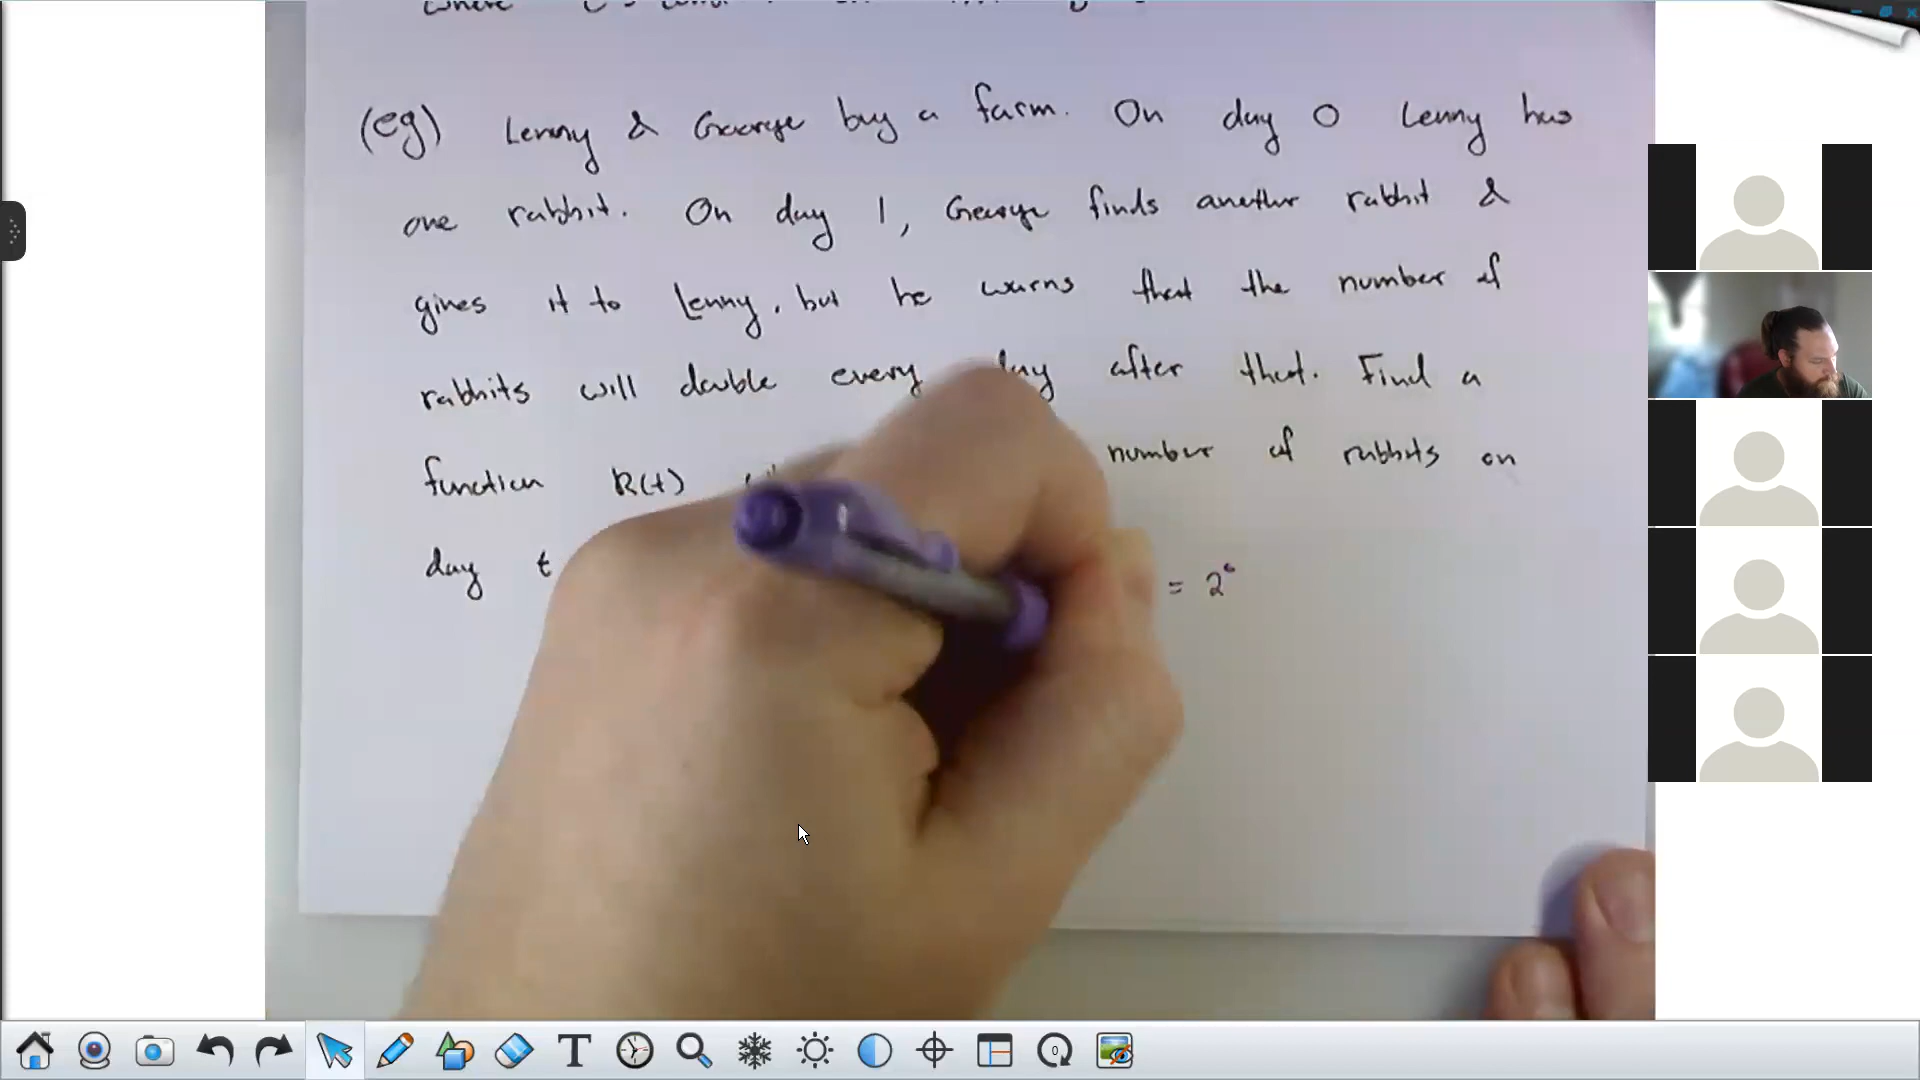 (eg) Lenny & George buy a farm. On day 0 Lenny has
one rabbit. On day 1, George finds another rabbit &
gives it to Lenny, but he warns that the number of
rabbits will double every day after that. Find a
function R(t) number of rabbits on
day t = 2⁰
T
0